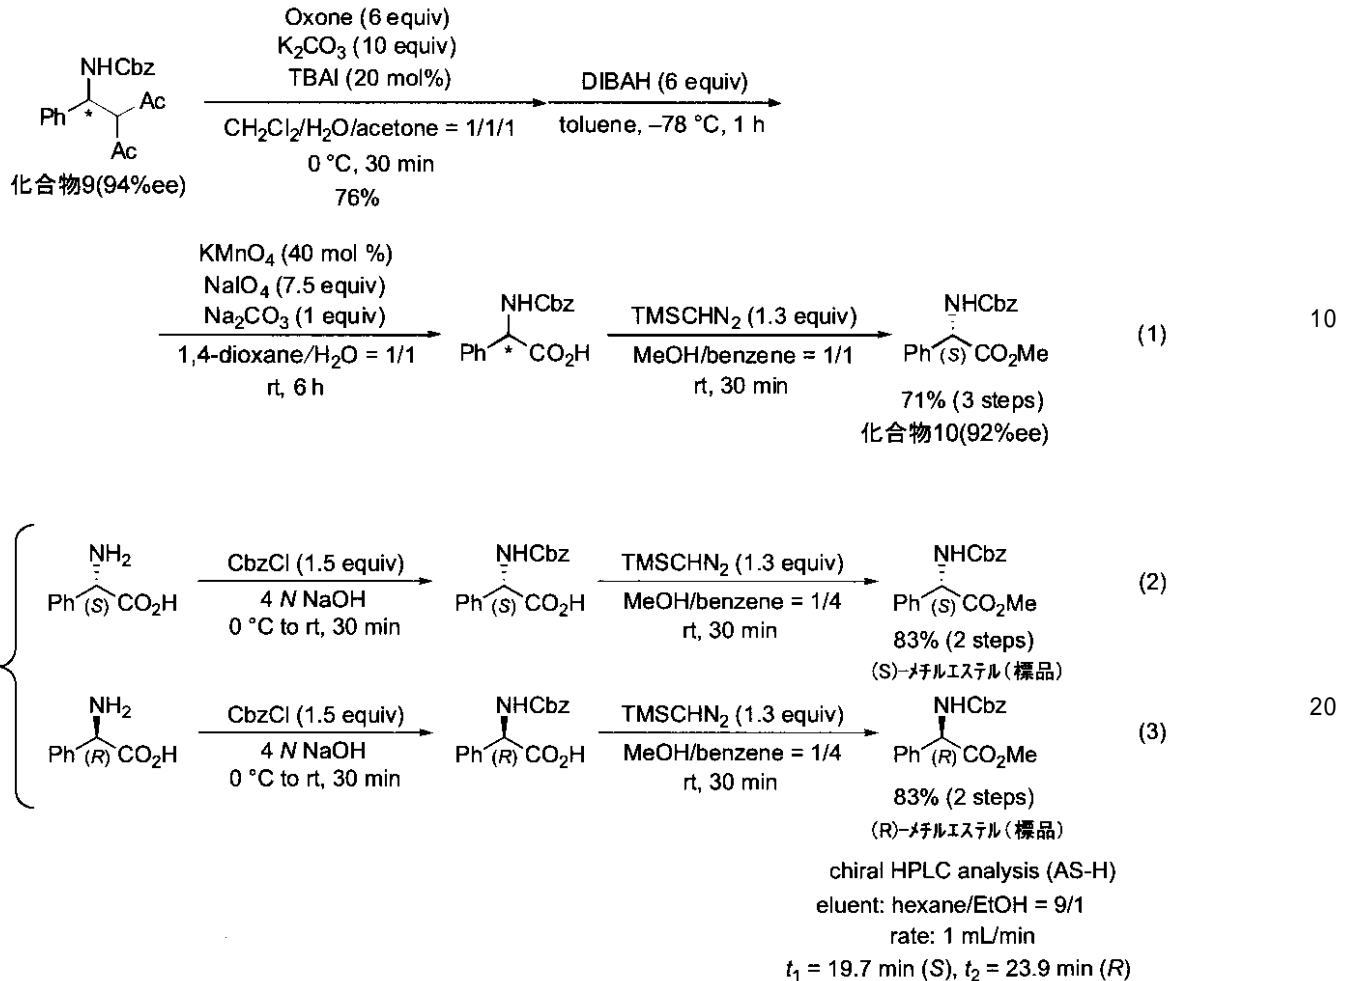 Oxone (6 equiv)
K2CO3 (10 equiv)
TBAI (20 mol%)
CH2Cl2/H2O/acetone = 1/1/1
0 °C, 30 min
76%
DIBAH (6 equiv)
toluene, –78 °C, 1 h
NHCbz
Ph
*
Ac
Ac
化合物9(94%ee)
KMnO4 (40 mol %)
NaIO4 (7.5 equiv)
Na2CO3 (1 equiv)
1,4-dioxane/H2O = 1/1
rt, 6 h
NHCbz
Ph * CO2H
TMSCHN2 (1.3 equiv)
MeOH/benzene = 1/1
rt, 30 min
NHCbz
Ph (S) CO2Me
71% (3 steps)
化合物10(92%ee)
(1)
10
NH2
Ph (S) CO2H
CbzCl (1.5 equiv)
4 N NaOH
0 °C to rt, 30 min
NHCbz
Ph (S) CO2H
TMSCHN2 (1.3 equiv)
MeOH/benzene = 1/4
rt, 30 min
NHCbz
Ph (S) CO2Me
83% (2 steps)
(S)-メチルエステル(標品)
(2)
NH2
Ph (R) CO2H
CbzCl (1.5 equiv)
4 N NaOH
0 °C to rt, 30 min
NHCbz
Ph (R) CO2H
TMSCHN2 (1.3 equiv)
MeOH/benzene = 1/4
rt, 30 min
NHCbz
Ph (R) CO2Me
83% (2 steps)
(R)-メチルエステル(標品)
(3)
20
chiral HPLC analysis (AS-H)
eluent: hexane/EtOH = 9/1
rate: 1 mL/min
t1 = 19.7 min (S), t2 = 23.9 min (R)